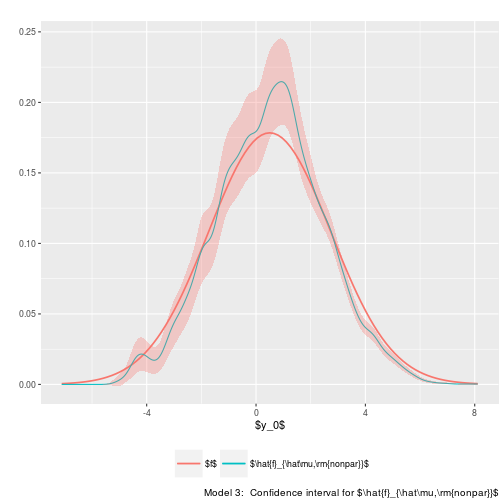 0.25
0.20
0.15
0.10
0.05
0.00
-4 0 4 8
$y_0$
$f$ $\hat{f}_{\hat\mu,\rm{nonpar}}$
Model 3: Confidence interval for $\hat{f}_{\hat\mu,\rm{nonpar}}$